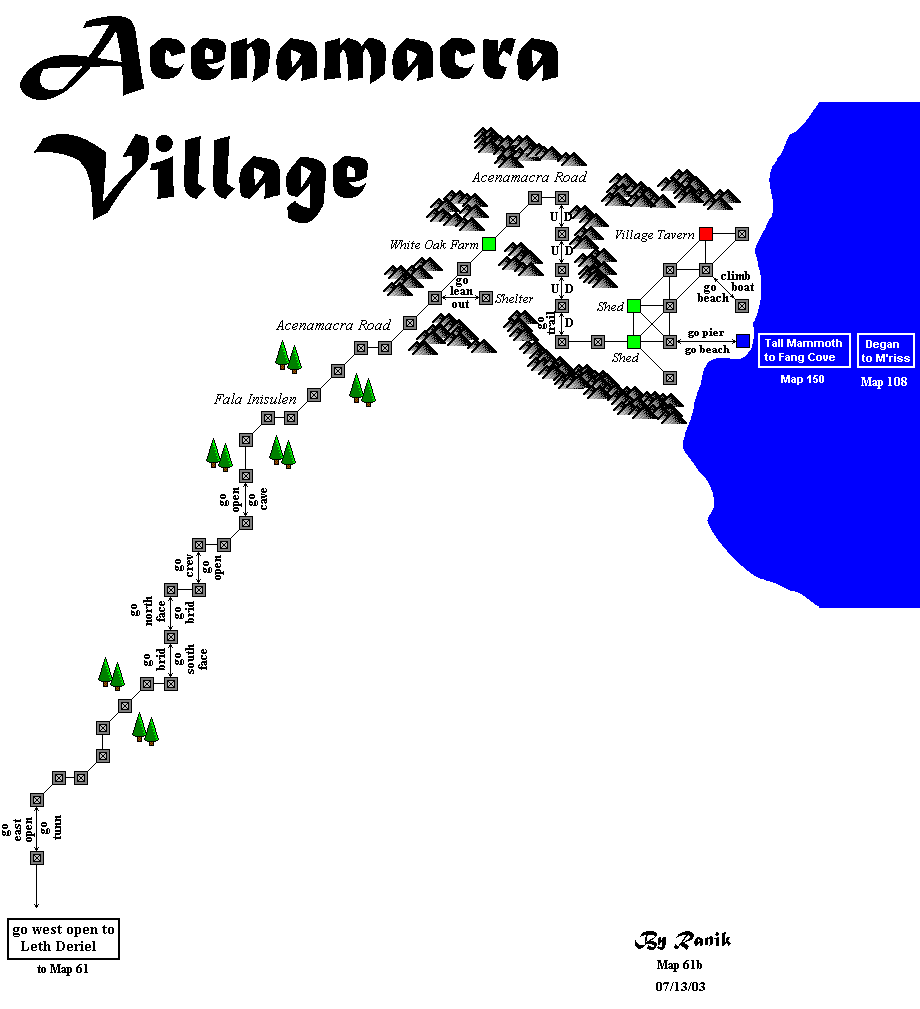 Acenamacra
Village
Acenamacra Road
U D
Village Tavern
White Oak Farm
U D
go
lean
out
Shelter
climb
boat
go
beach
U D
Shed
go trail
D
Acenamacra Road
go pier
go beach
Shed
Tall Mammoth
to Fang Cove
Map 150
Degan
to M'riss
Map 108
Fala Inisulen
go open
go cave
go crev
go open
go north face
go brid
go brid
go south face
go east open
go tunn
go west open to
Leth Deriel
to Map 61
By Ranik
Map 61b
07/13/03